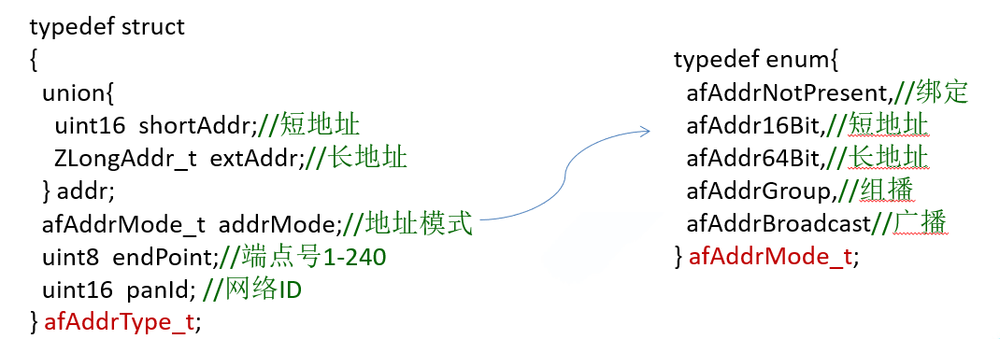 typedef struct
{
union{
uint16 shortAddr;//短地址
ZLongAddr_t extAddr;//长地址
} addr;
afAddrMode_t addrMode;//地址模式
uint8 endPoint;//端点号1-240
uint16 panId; //网络ID
} afAddrType_t;
typedef enum{
afAddrNotPresent,//绑定
afAddr16Bit,//短地址
afAddr64Bit,//长地址
afAddrGroup,//组播
afAddrBroadcast//广播
} afAddrMode_t;